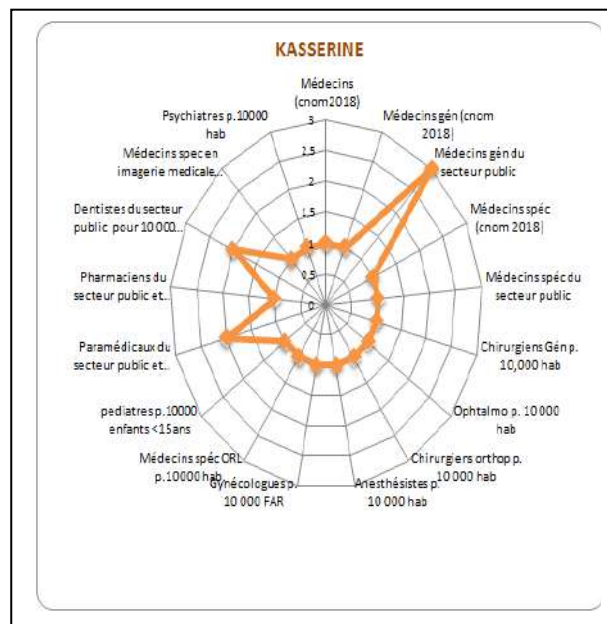 KASSERINE
Médecins
(cnom 2018)
Médecins gén (cnom
2018)
Médecins gén du
secteur public
Médecins spéc
(cnom 2018)
Médecins spéc du
secteur public
Chirurgiens Gén p.
10,000 hab
Ophtalmo p. 10 000
hab
Chirurgiens orthop p.
10 000 hab
Anesthésistes p.
10 000 hab
Gynécologues p.
10 000 FAR
Médecins spéc ORL
p.10000 hab
pediatres p.10000
enfants <15ans
Paramédicaux du
secteur public et..
Pharmaciens du
secteur public et..
Dentistes du secteur
public pour 10 000 ...
Médecins spec en
imagerie medicale...
Psychiatres p.10000
hab
3
2.5
2
1.5
1
0.5
0